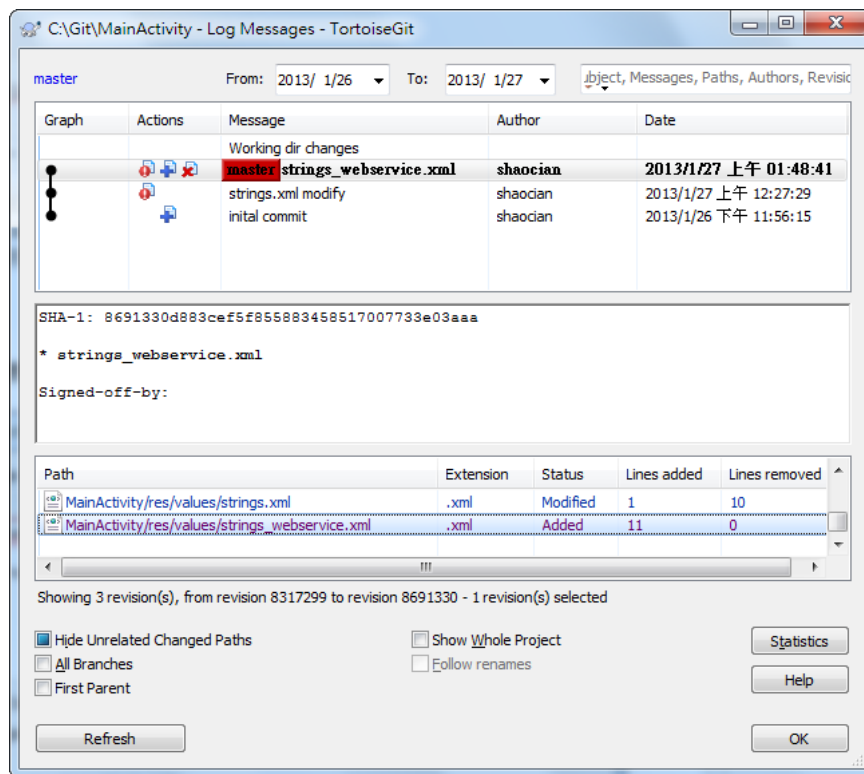 C:\Git\MainActivity - Log Messages - TortoiseGit
master From: 2013/ 1/26 To: 2013/ 1/27 ubject, Messages, Paths, Authors, Revisic
Graph Actions Message Author Date
Working dir changes
master strings_webservice.xml shaocian 2013/1/27 上午 01:48:41
strings.xml modify shaocian 2013/1/27 上午 12:27:29
inital commit shaocian 2013/1/26 下午 11:56:15
SHA-1: 8691330d883cef5f855883458517007733e03aaa
* strings_webservice.xml
Signed-off-by:
Path Extension Status Lines added Lines removed
MainActivity/res/values/strings.xml .xml Modified 1 10
MainActivity/res/values/strings_webservice.xml .xml Added 11 0
Showing 3 revision(s), from revision 8317299 to revision 8691330 - 1 revision(s) selected
Hide Unrelated Changed Paths Show Whole Project Statistics
All Branches Follow renames
First Parent Help
Refresh OK